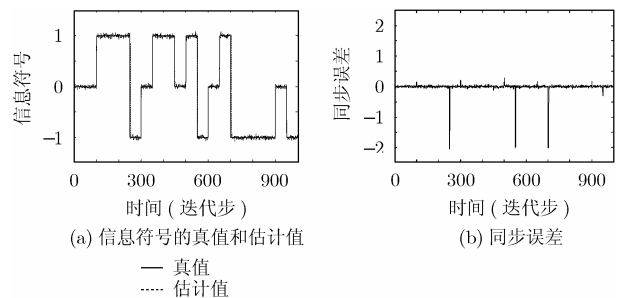 信息符号
1
0
−1
0
300
600
900
时间 ( 迭代步 )
(a) 信息符号的真值和估计值
同步误差
2
1
0
−1
−2
0
300
600
900
时间 ( 迭代步 )
(b) 同步误差
真值
估计值